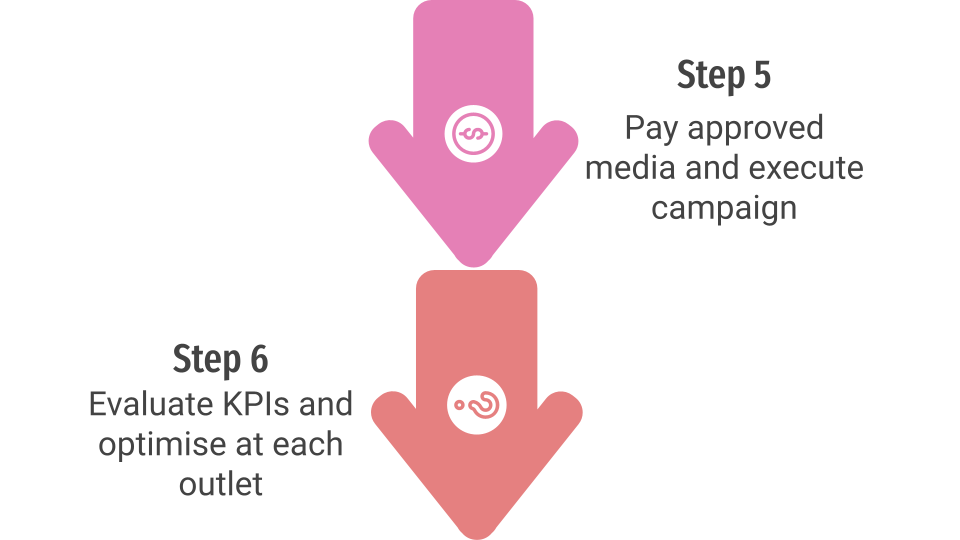 Step 5
Pay approved
media and execute
campaign
Step 6
Evaluate KPIs and
optimise at each
outlet